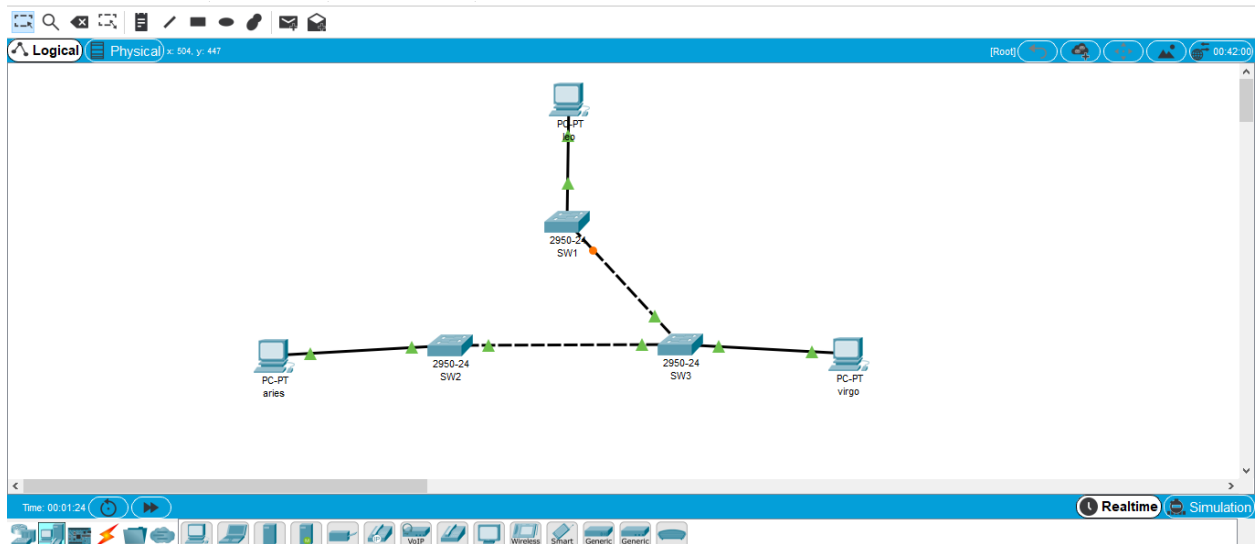 Logical Physical x: 504, y: 447 [Root] 00:42:00
PC-PT
leo
2950-24
SW1
2950-24
SW2
2950-24
SW3
PC-PT
aries
PC-PT
virgo
Time: 00:01:24 Realtime Simulation
IP VoIP Wireless Smart Generic Generic